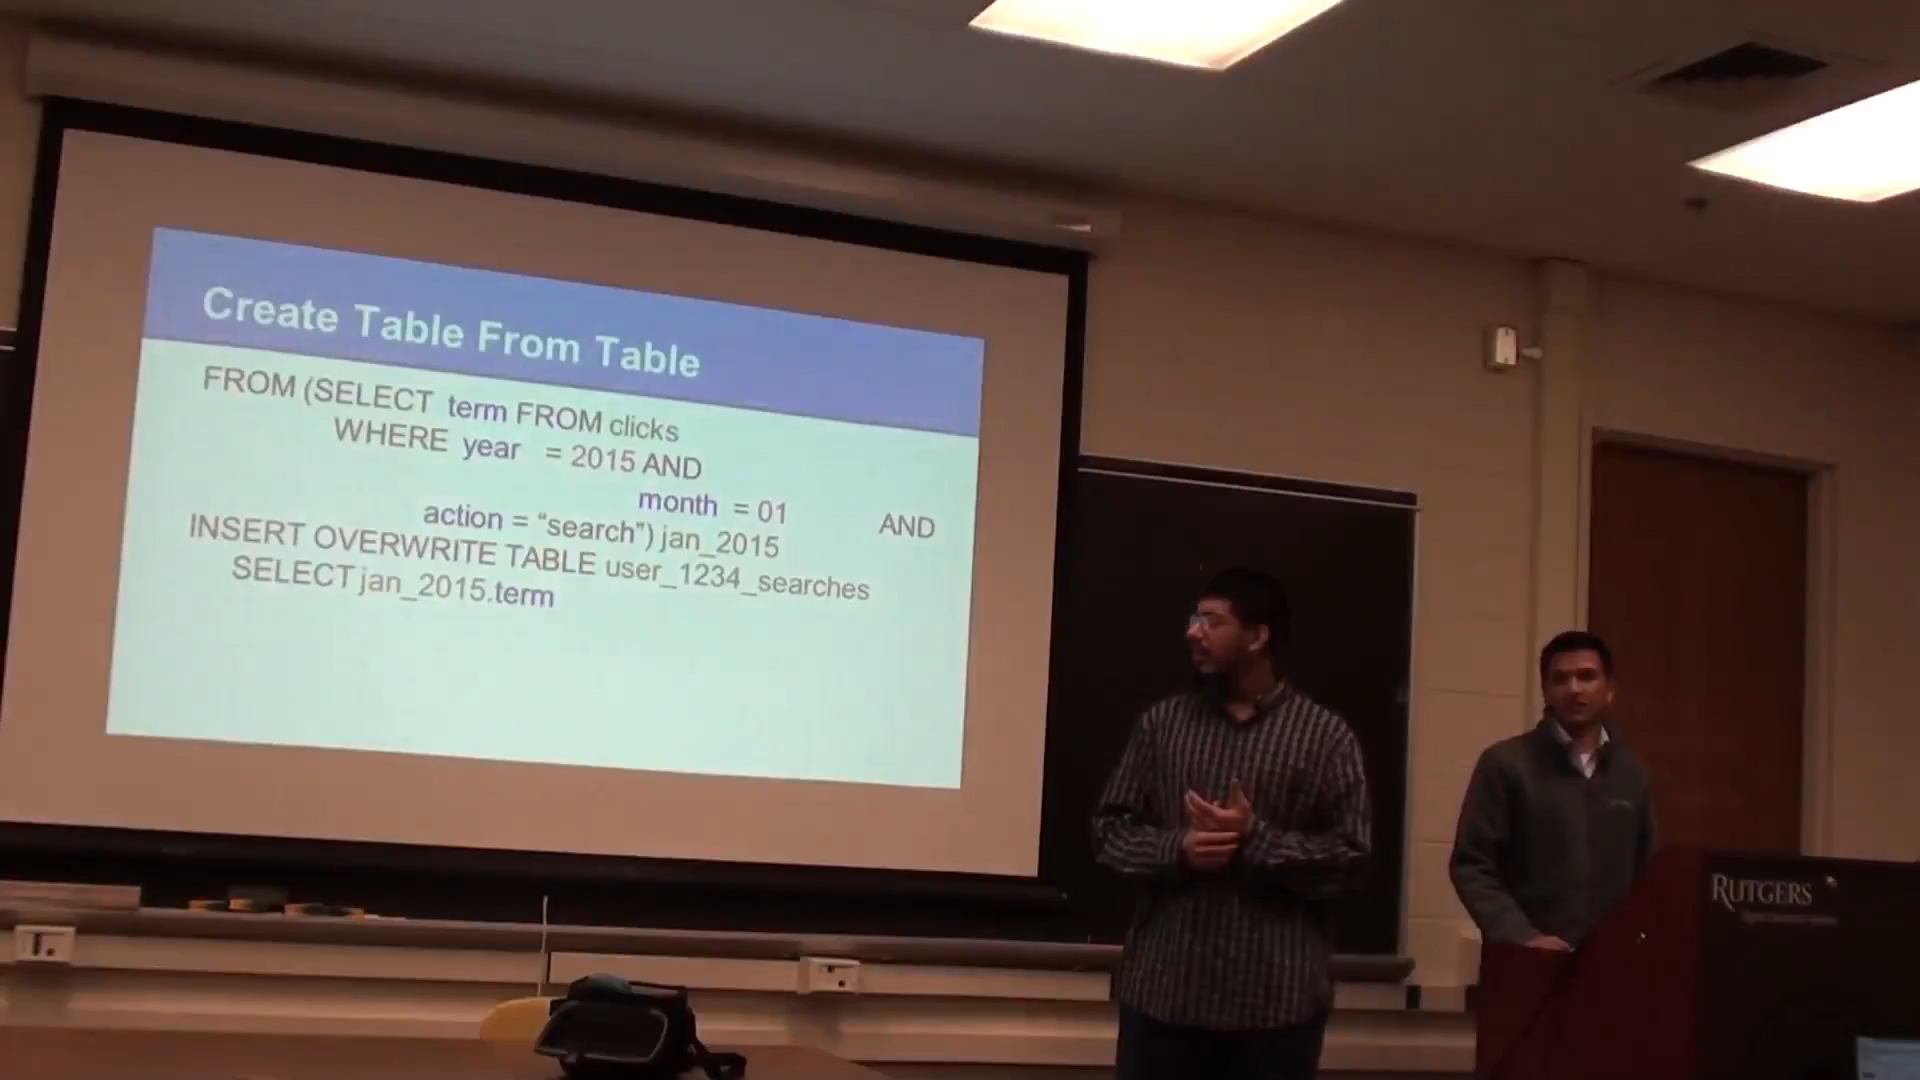 Create Table From Table
FROM (SELECT term FROM clicks
WHERE year = 2015 AND
month = 01 AND
action = “search”) jan_2015
INSERT OVERWRITE TABLE user_1234_searches
SELECT jan_2015.term
RUTGERS